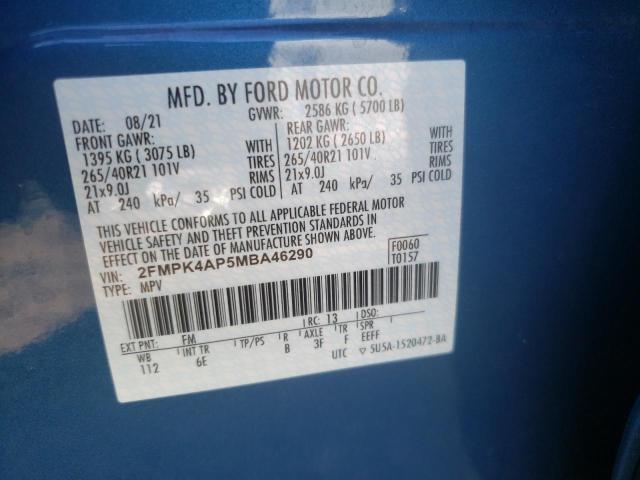 MFD. BY FORD MOTOR CO.
DATE: 08/21 GVWR: 2586 KG ( 5700 LB)
FRONT GAWR: REAR GAWR:
1395 KG ( 3075 LB) WITH 1202 KG ( 2650 LB) WITH
265/40R21 101V TIRES 265/40R21 101V TIRES
21x9.0J RIMS 21x9.0J RIMS
AT 240 kPa/ 35 PSI COLD AT 240 kPa/ 35 PSI COLD
THIS VEHICLE CONFORMS TO ALL APPLICABLE FEDERAL MOTOR
VEHICLE SAFETY AND THEFT PREVENTION STANDARDS IN
EFFECT ON THE DATE OF MANUFACTURE SHOWN ABOVE.
VIN: 2FMPK4AP5MBA46290 F0060
TYPE: MPV T0157
EXT PNT: FM RC: 13 DSO:
WB INT TR TP/PS R AXLE TR SPR
112 6E B 3F F EEFF
UTC ▽ 5U5A-1520472-BA